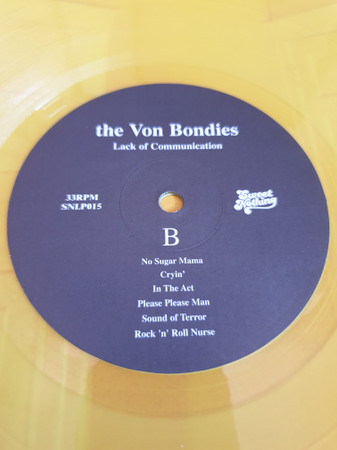 the Von Bondies
Lack of Communication
33RPM
SNLP015
Sweet
Nothing
B
No Sugar Mama
Cryin'
In The Act
Please Please Man
Sound of Terror
Rock 'n' Roll Nurse